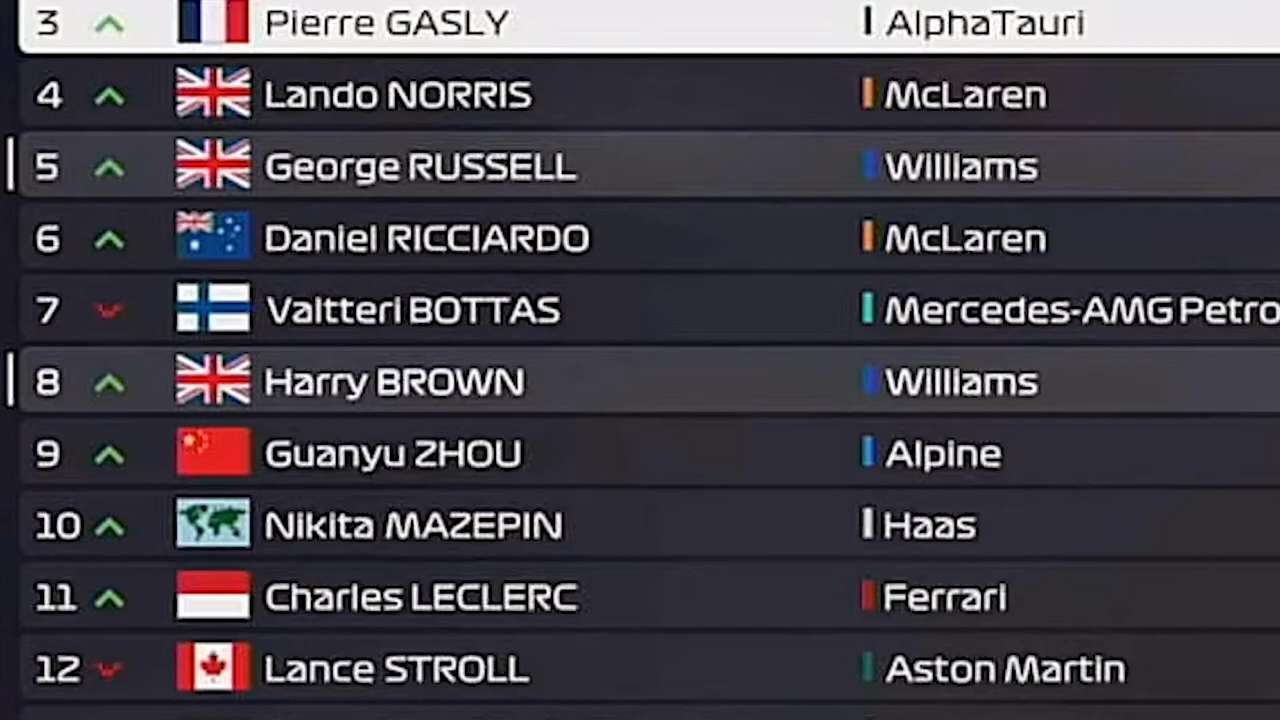 3 Pierre GASLY AlphaTauri
4 Lando NORRIS McLaren
5 George RUSSELL Williams
6 Daniel RICCIARDO McLaren
7 Valtteri BOTTAS Mercedes-AMG Petro
8 Harry BROWN Williams
9 Guanyu ZHOU Alpine
10 Nikita MAZEPIN Haas
11 Charles LECLERC Ferrari
12 Lance STROLL Aston Martin